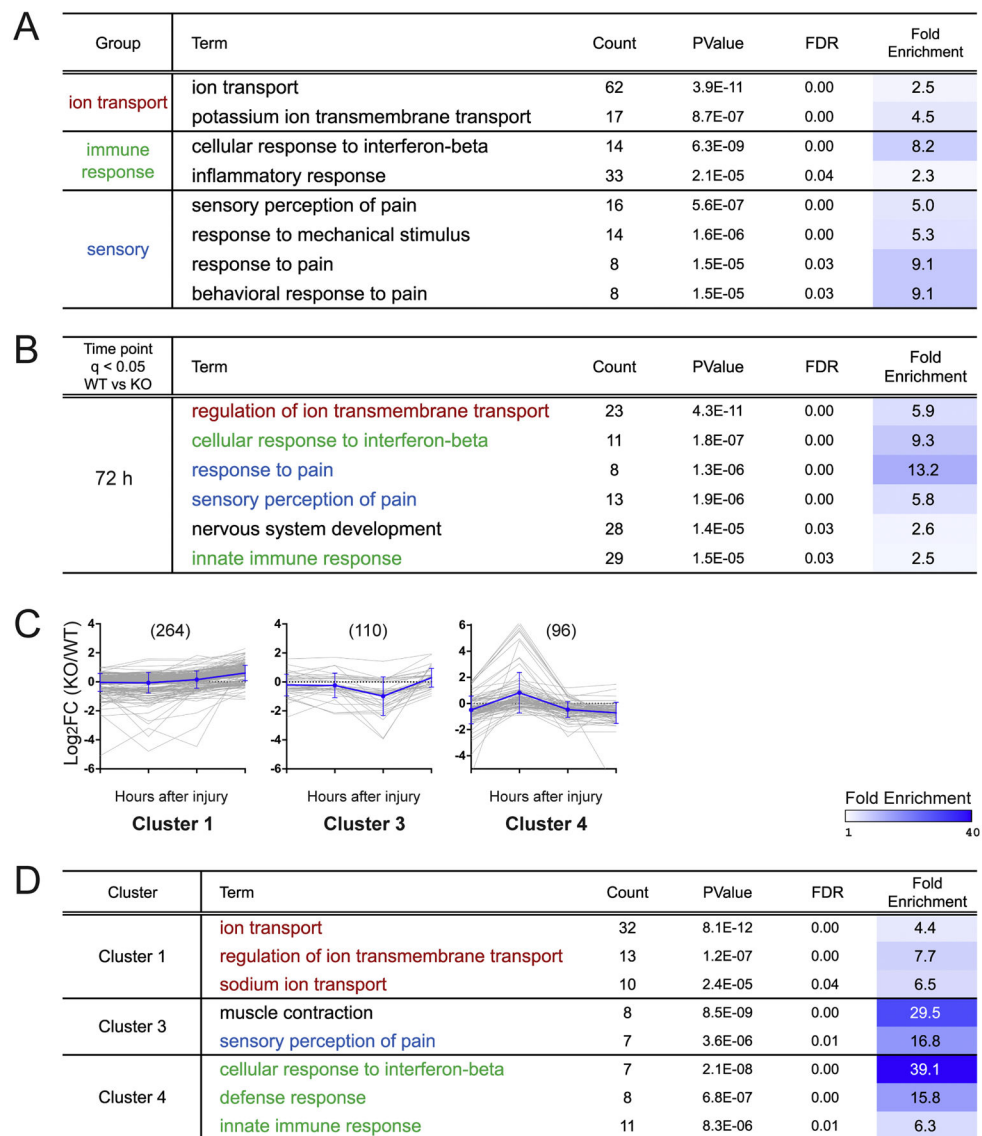 A
Group Term Count PValue FDR Fold Enrichment
ion transport
ion transport 62 3.9E-11 0.00 2.5
potassium ion transmembrane transport 17 8.7E-07 0.00 4.5
immune response
cellular response to interferon-beta 14 6.3E-09 0.00 8.2
inflammatory response 33 2.1E-05 0.04 2.3
sensory
sensory perception of pain 16 5.6E-07 0.00 5.0
response to mechanical stimulus 14 1.6E-06 0.00 5.3
response to pain 8 1.5E-05 0.03 9.1
behavioral response to pain 8 1.5E-05 0.03 9.1
B
Time point q < 0.05 WT vs KO Term Count PValue FDR Fold Enrichment
72 h
regulation of ion transmembrane transport 23 4.3E-11 0.00 5.9
cellular response to interferon-beta 11 1.8E-07 0.00 9.3
response to pain 8 1.3E-06 0.00 13.2
sensory perception of pain 13 1.9E-06 0.00 5.8
nervous system development 28 1.4E-05 0.03 2.6
innate immune response 29 1.5E-05 0.03 2.5
C
Log2FC (KO/WT)
4
2
0
-2
-4
-6
(264)
Hours after injury
Cluster 1
4
2
0
-2
-4
-6
(110)
Hours after injury
Cluster 3
6
4
2
0
-2
-4
(96)
Hours after injury
Cluster 4
Fold Enrichment
1 40
D
Cluster Term Count PValue FDR Fold Enrichment
Cluster 1
ion transport 32 8.1E-12 0.00 4.4
regulation of ion transmembrane transport 13 1.2E-07 0.00 7.7
sodium ion transport 10 2.4E-05 0.04 6.5
Cluster 3
muscle contraction 8 8.5E-09 0.00 29.5
sensory perception of pain 7 3.6E-06 0.01 16.8
Cluster 4
cellular response to interferon-beta 7 2.1E-08 0.00 39.1
defense response 8 6.8E-07 0.00 15.8
innate immune response 11 8.3E-06 0.01 6.3